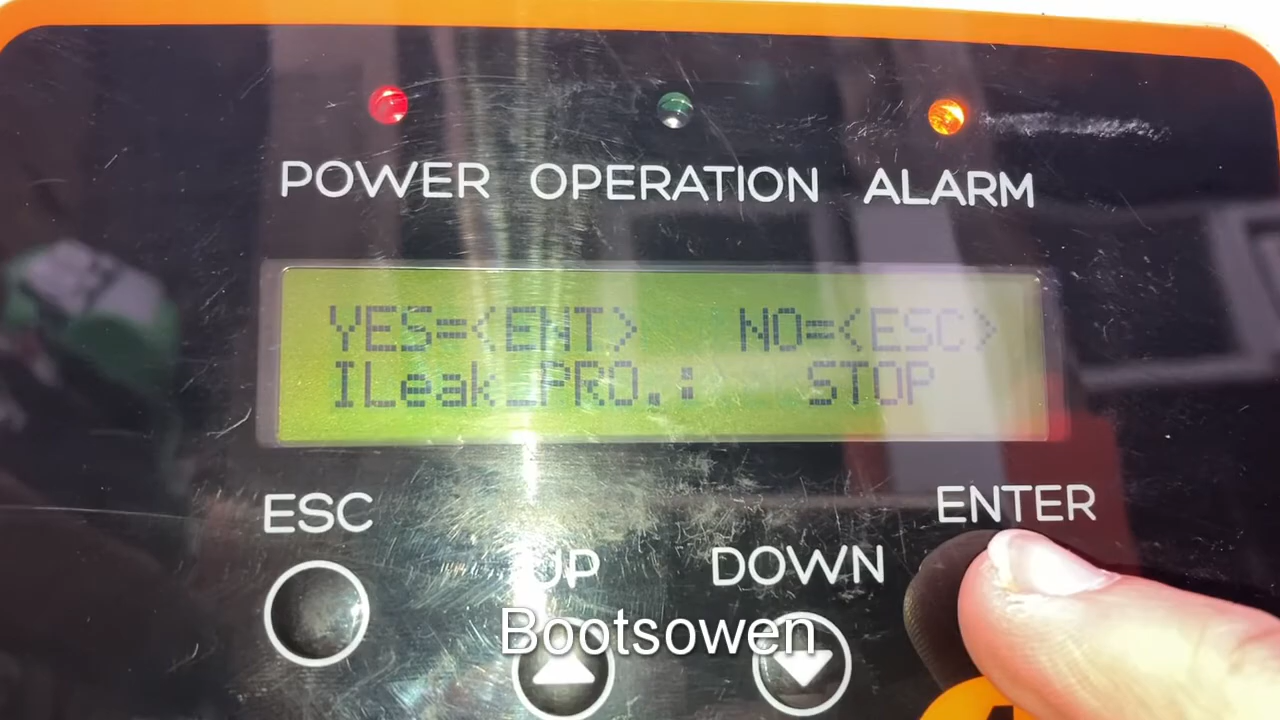 POWER OPERATION ALARM
YES=<ENT> NO=<ESC>
ILeak_PRO.: STOP
ESC ENTER
UP DOWN
Bootsowen